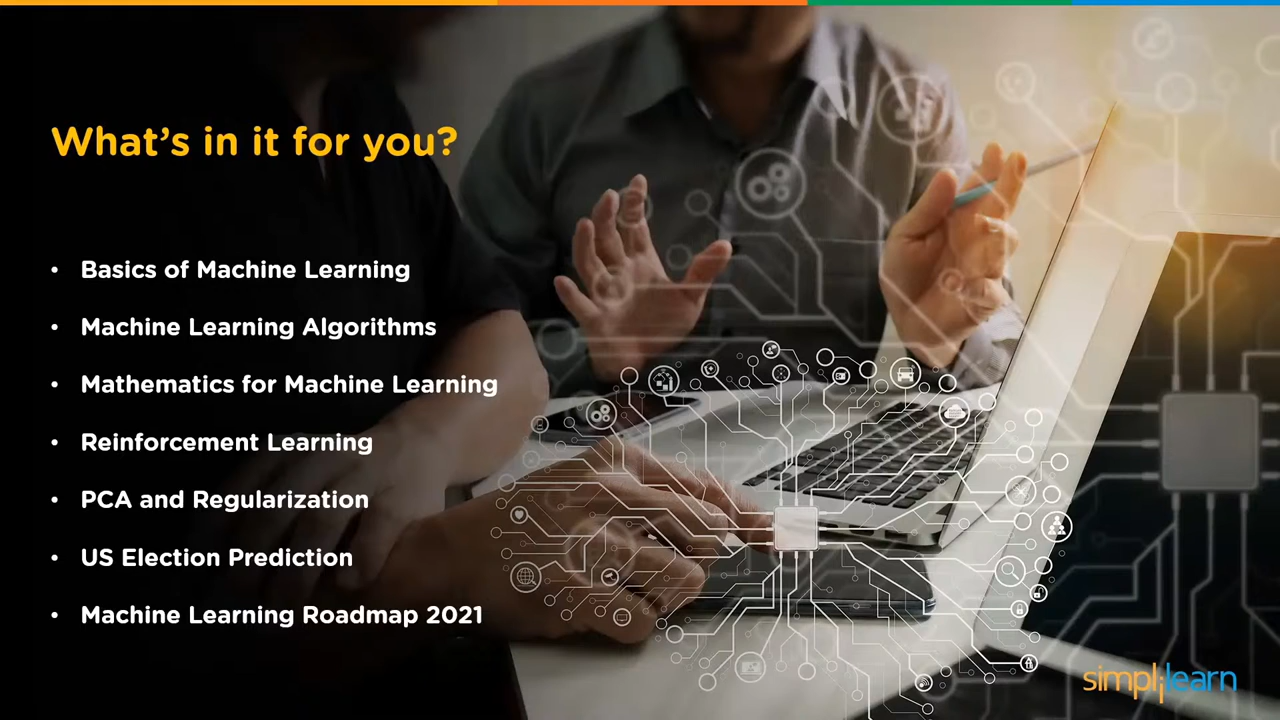 What's in it for you?
• Basics of Machine Learning
• Machine Learning Algorithms
• Mathematics for Machine Learning
• Reinforcement Learning
• PCA and Regularization
• US Election Prediction
• Machine Learning Roadmap 2021
simplilearn